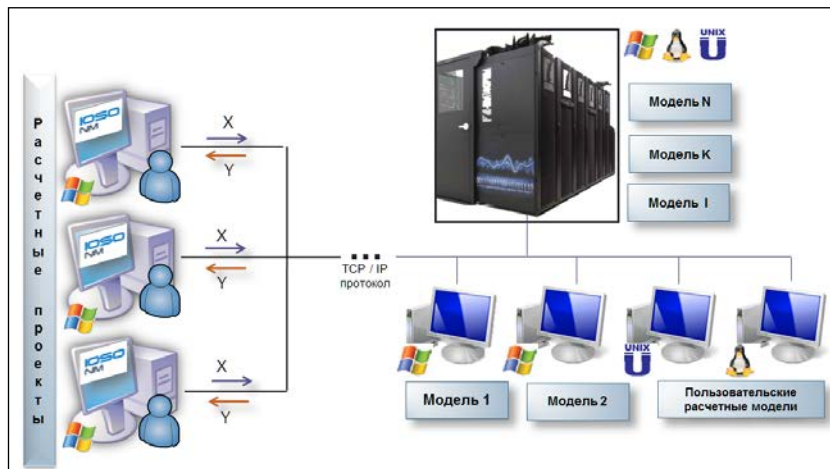 Расчетные проекты
IOSO
NM
X
Y
IOSO
NM
X
Y
IOSO
NM
X
Y
TCP / IP
протокол
UNIX
U
Модель N
Модель K
Модель I
UNIX
U
Модель 1
Модель 2
Пользовательские
расчетные модели